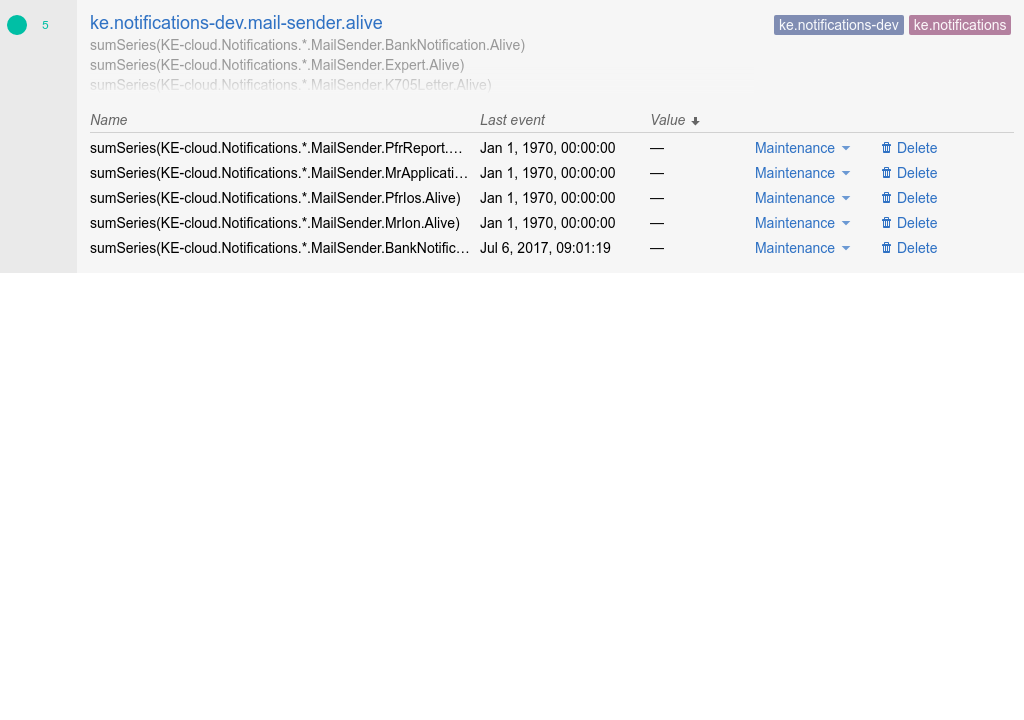 5
ke.notifications-dev.mail-sender.alive ke.notifications-dev ke.notifications
sumSeries(KE-cloud.Notifications.*.MailSender.BankNotification.Alive)
sumSeries(KE-cloud.Notifications.*.MailSender.Expert.Alive)
sumSeries(KE-cloud.Notifications.*.MailSender.K705Letter.Alive)
Name Last event Value
sumSeries(KE-cloud.Notifications.*.MailSender.PfrReport.… Jan 1, 1970, 00:00:00 — Maintenance Delete
sumSeries(KE-cloud.Notifications.*.MailSender.MrApplicati… Jan 1, 1970, 00:00:00 — Maintenance Delete
sumSeries(KE-cloud.Notifications.*.MailSender.PfrIos.Alive) Jan 1, 1970, 00:00:00 — Maintenance Delete
sumSeries(KE-cloud.Notifications.*.MailSender.MrIon.Alive) Jan 1, 1970, 00:00:00 — Maintenance Delete
sumSeries(KE-cloud.Notifications.*.MailSender.BankNotific… Jul 6, 2017, 09:01:19 — Maintenance Delete